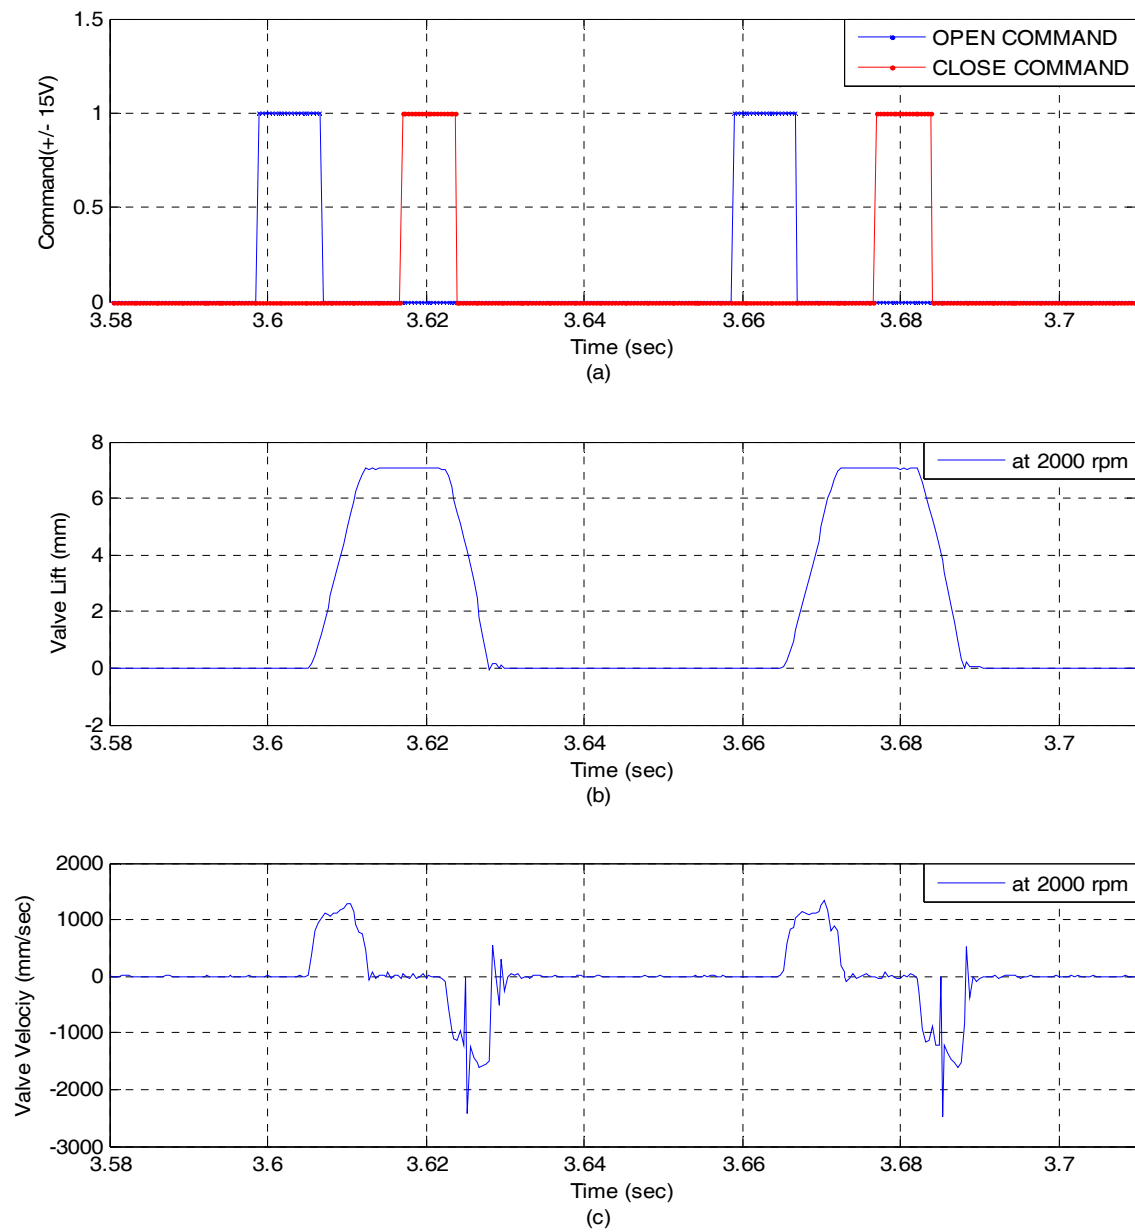 1.5
1
0.5
0
Command(+/- 15V)
OPEN COMMAND
CLOSE COMMAND
3.58 3.6 3.62 3.64 3.66 3.68 3.7
Time (sec)
(a)
8
6
4
2
0
-2
Valve Lift (mm)
at 2000 rpm
3.58 3.6 3.62 3.64 3.66 3.68 3.7
Time (sec)
(b)
2000
1000
0
-1000
-2000
-3000
Valve Velociy (mm/sec)
at 2000 rpm
3.58 3.6 3.62 3.64 3.66 3.68 3.7
Time (sec)
(c)